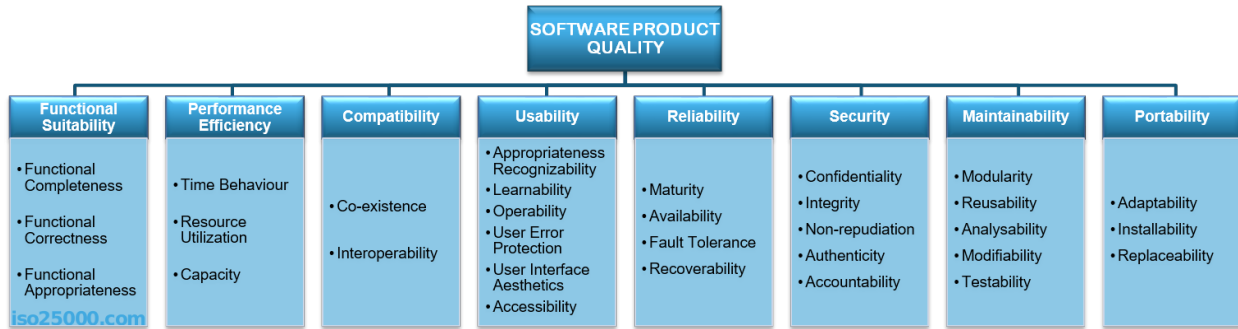 SOFTWARE PRODUCT
QUALITY
Functional
Suitability
• Functional
Completeness
• Functional
Correctness
• Functional
Appropriateness
Performance
Efficiency
• Time Behaviour
• Resource
Utilization
• Capacity
Compatibility
• Co-existence
• Interoperability
Usability
• Appropriateness
Recognizability
• Learnability
• Operability
• User Error
Protection
• User Interface
Aesthetics
• Accessibility
Reliability
• Maturity
• Availability
• Fault Tolerance
• Recoverability
Security
• Confidentiality
• Integrity
• Non-repudiation
• Authenticity
• Accountability
Maintainability
• Modularity
• Reusability
• Analysability
• Modifiability
• Testability
Portability
• Adaptability
• Installability
• Replaceability
iso25000.com